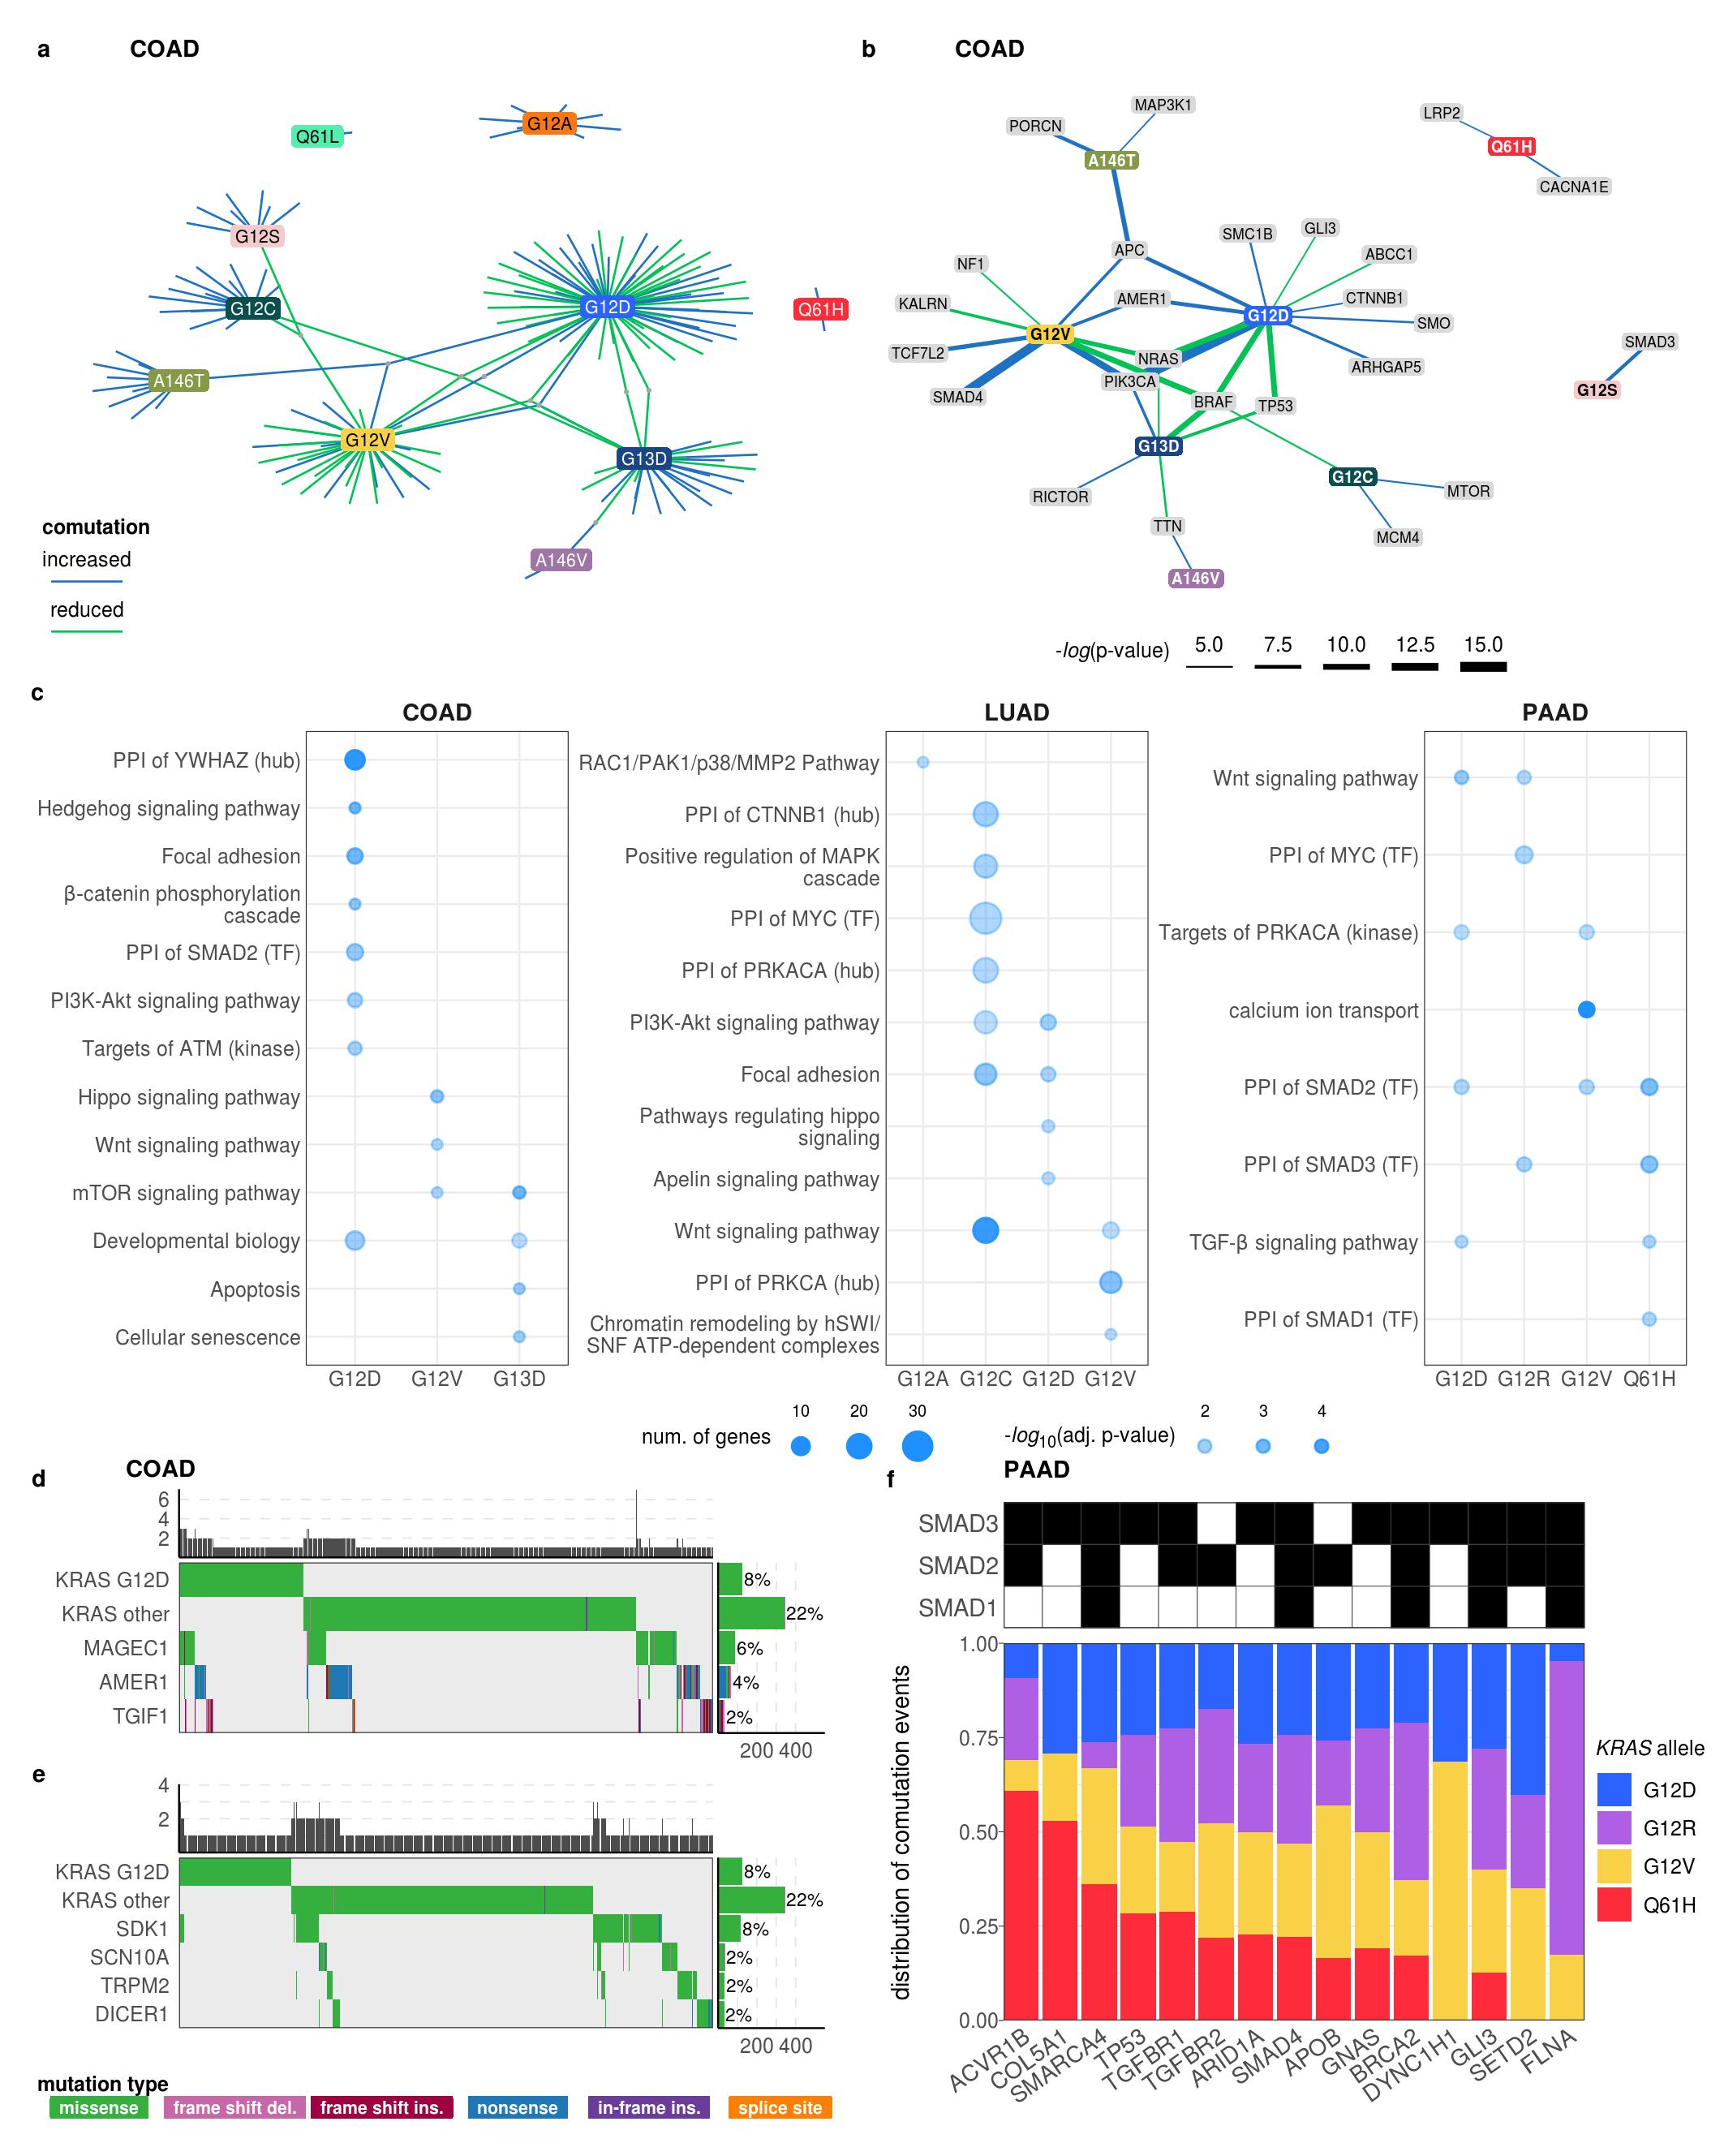 a COAD
Q61L
G12A
G12S
G12C
G12D
Q61H
A146T
G12V
G13D
A146V
comutation
increased
reduced
b COAD
MAP3K1
PORCN
A146T
LRP2
Q61H
CACNA1E
APC
SMC1B
GLI3
ABCC1
NF1
KALRN
AMER1
CTNNB1
G12D
SMO
G12V
TCF7L2
NRAS
ARHGAP5
SMAD3
PIK3CA
G12S
SMAD4
BRAF
TP53
G13D
G12C
RICTOR
MTOR
TTN
MCM4
A146V
-log(p-value) 5.0 7.5 10.0 12.5 15.0
c
COAD
PPI of YWHAZ (hub)
Hedgehog signaling pathway
Focal adhesion
β-catenin phosphorylation
cascade
PPI of SMAD2 (TF)
PI3K-Akt signaling pathway
Targets of ATM (kinase)
Hippo signaling pathway
Wnt signaling pathway
mTOR signaling pathway
Developmental biology
Apoptosis
Cellular senescence
G12D G12V G13D
LUAD
RAC1/PAK1/p38/MMP2 Pathway
PPI of CTNNB1 (hub)
Positive regulation of MAPK
cascade
PPI of MYC (TF)
PPI of PRKACA (hub)
PI3K-Akt signaling pathway
Focal adhesion
Pathways regulating hippo
signaling
Apelin signaling pathway
Wnt signaling pathway
PPI of PRKCA (hub)
Chromatin remodeling by hSWI/
SNF ATP-dependent complexes
G12A G12C G12D G12V
PAAD
Wnt signaling pathway
PPI of MYC (TF)
Targets of PRKACA (kinase)
calcium ion transport
PPI of SMAD2 (TF)
PPI of SMAD3 (TF)
TGF-β signaling pathway
PPI of SMAD1 (TF)
G12D G12R G12V Q61H
num. of genes 10 20 30
-log10(adj. p-value) 2 3 4
d COAD
6
4
2
KRAS G12D 8%
KRAS other 22%
MAGEC1 6%
AMER1 4%
TGIF1 2%
200 400
e
4
2
KRAS G12D 8%
KRAS other 22%
SDK1 8%
SCN10A 2%
TRPM2 2%
DICER1 2%
200 400
mutation type
missense frame shift del. frame shift ins. nonsense in-frame ins. splice site
f PAAD
SMAD3
SMAD2
SMAD1
distribution of comutation events
1.00
0.75
0.50
0.25
0.00
ACVR1B COL5A1 SMARCA4 TP53 TGFBR1 TGFBR2 ARID1A SMAD4 APOB GNAS BRCA2 DYNC1H1 GLI3 SETD2 FLNA
KRAS allele
G12D
G12R
G12V
Q61H